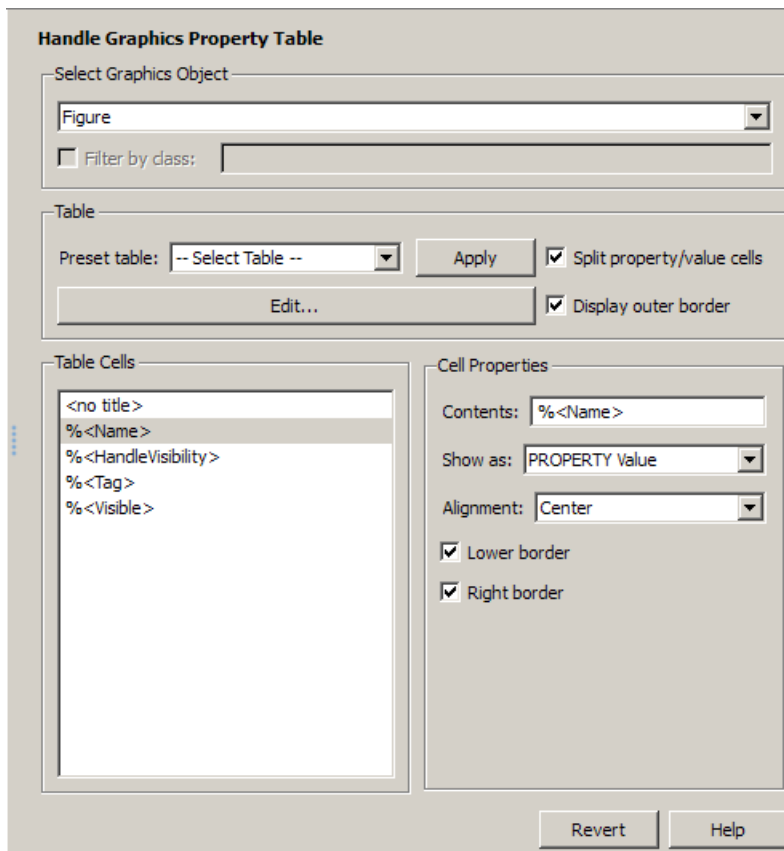 Handle Graphics Property Table
Select Graphics Object
Figure
Filter by class:
Table
Preset table: -- Select Table -- Apply Split property/value cells
Edit... Display outer border
Table Cells
<no title>
%<Name>
%<HandleVisibility>
%<Tag>
%<Visible>
Cell Properties
Contents: %<Name>
Show as: PROPERTY Value
Alignment: Center
Lower border
Right border
Revert Help